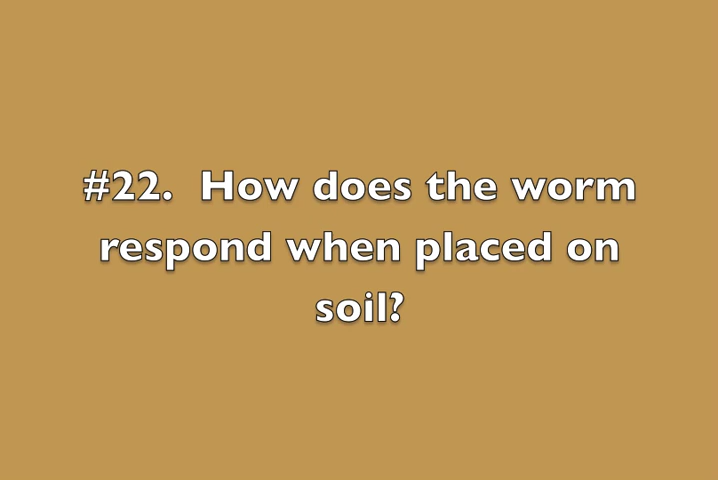 #22.  How does the worm
respond when placed on
soil?